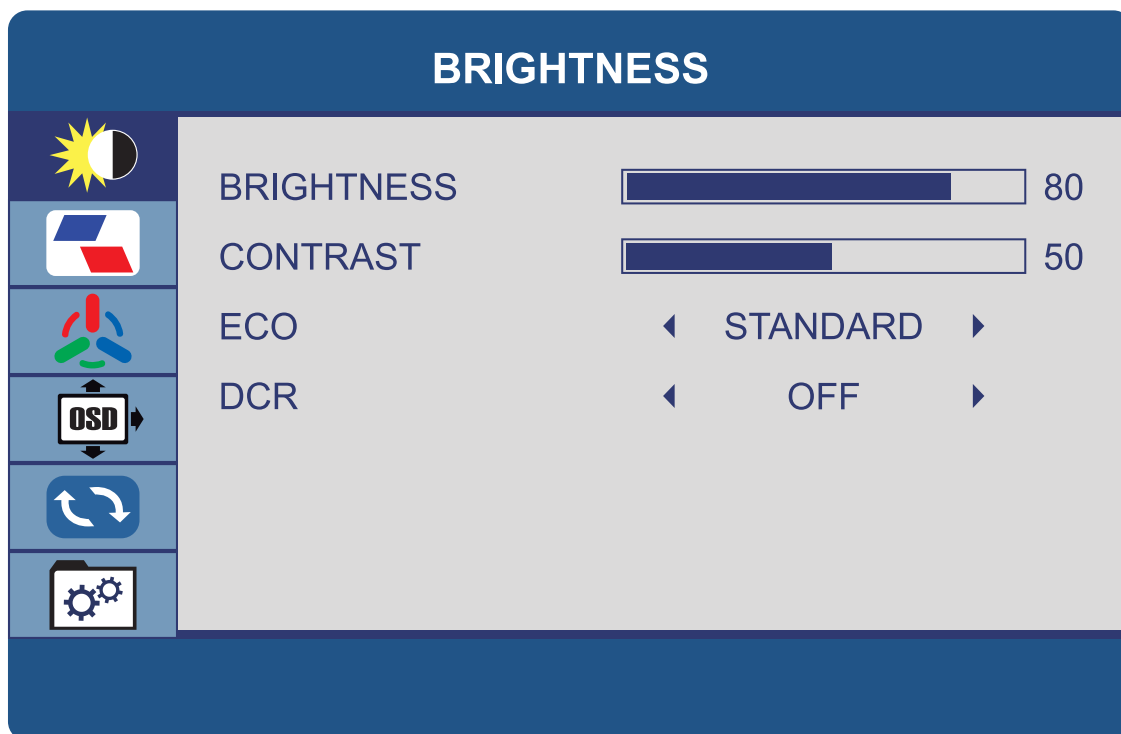 BRIGHTNESS
BRIGHTNESS 80
CONTRAST 50
ECO STANDARD
DCR OFF
OSD